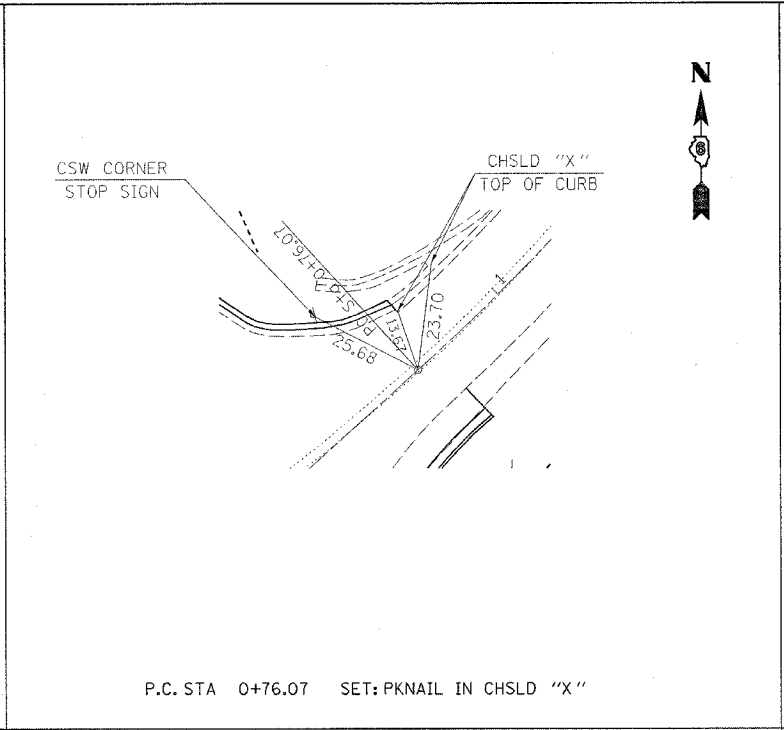 N
6
CSW CORNER
STOP SIGN
CHSLD "X"
TOP OF CURB
PC Sta 0+76.07
13.67
23.70
25.68
P.C. STA 0+76.07 SET: PKNAIL IN CHSLD "X"